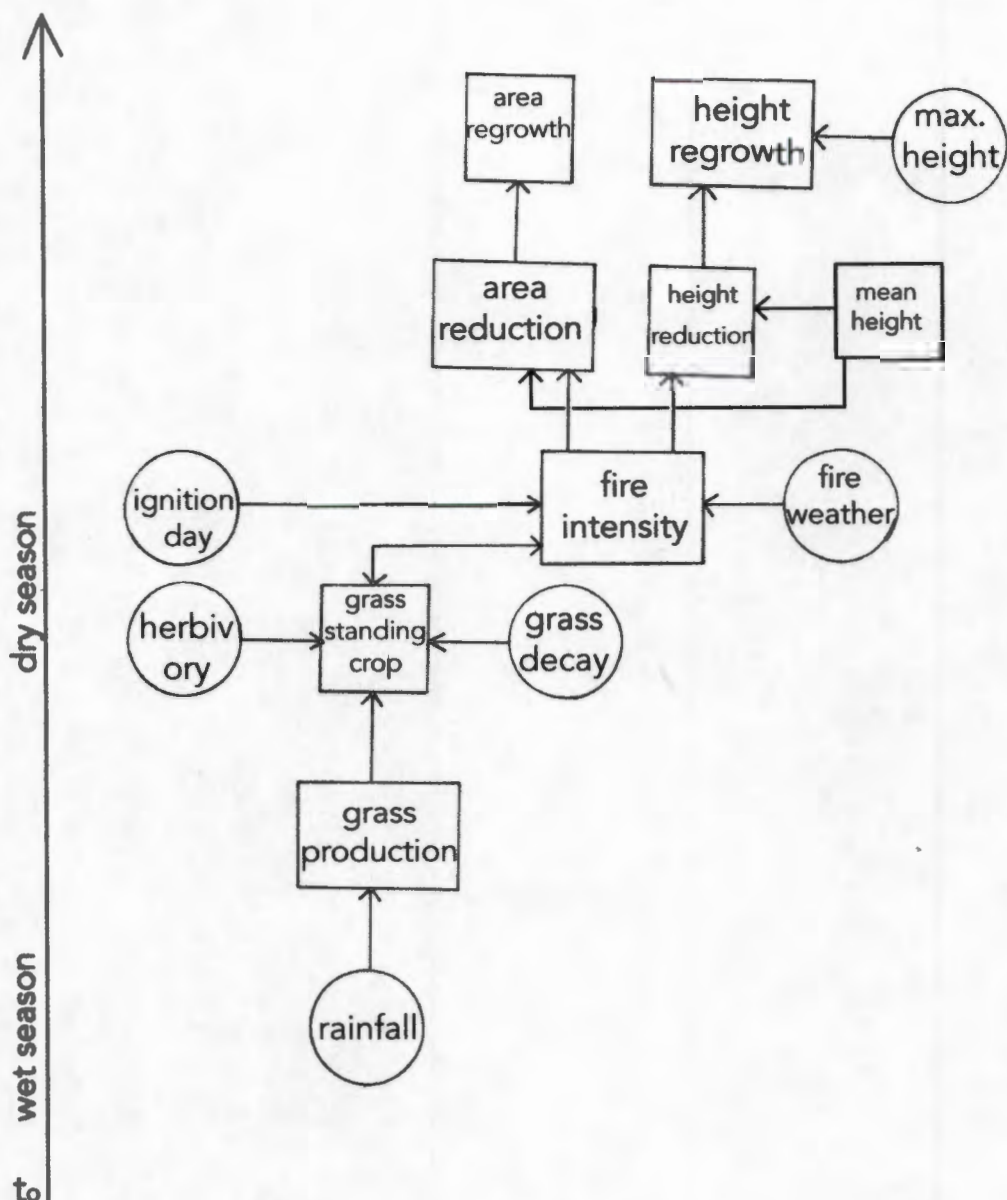 area
regrowth
height
regrowth
max.
height
area
reduction
height
reduction
mean
height
ignition
day
fire
intensity
fire
weather
herbiv
ory
grass
standing
crop
grass
decay
grass
production
rainfall
dry season
wet season